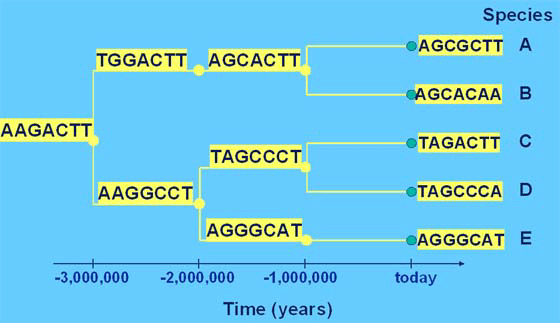 Species
AGCGCTT A
TGGACTT AGCACTT
AGCACAA B
AAGACTT
TAGACTT C
TAGCCCT
AAGGCCT
TAGCCCA D
AGGGCAT
AGGGCAT E
-3,000,000 -2,000,000 -1,000,000 today
Time (years)